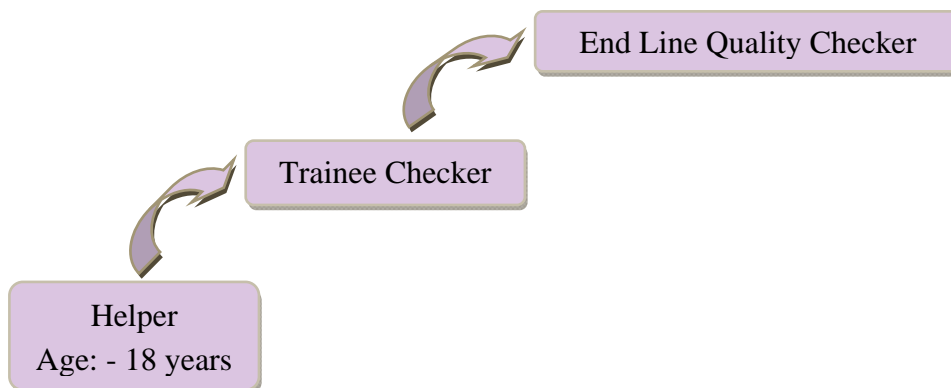 End Line Quality Checker
Trainee Checker
Helper
Age: - 18 years